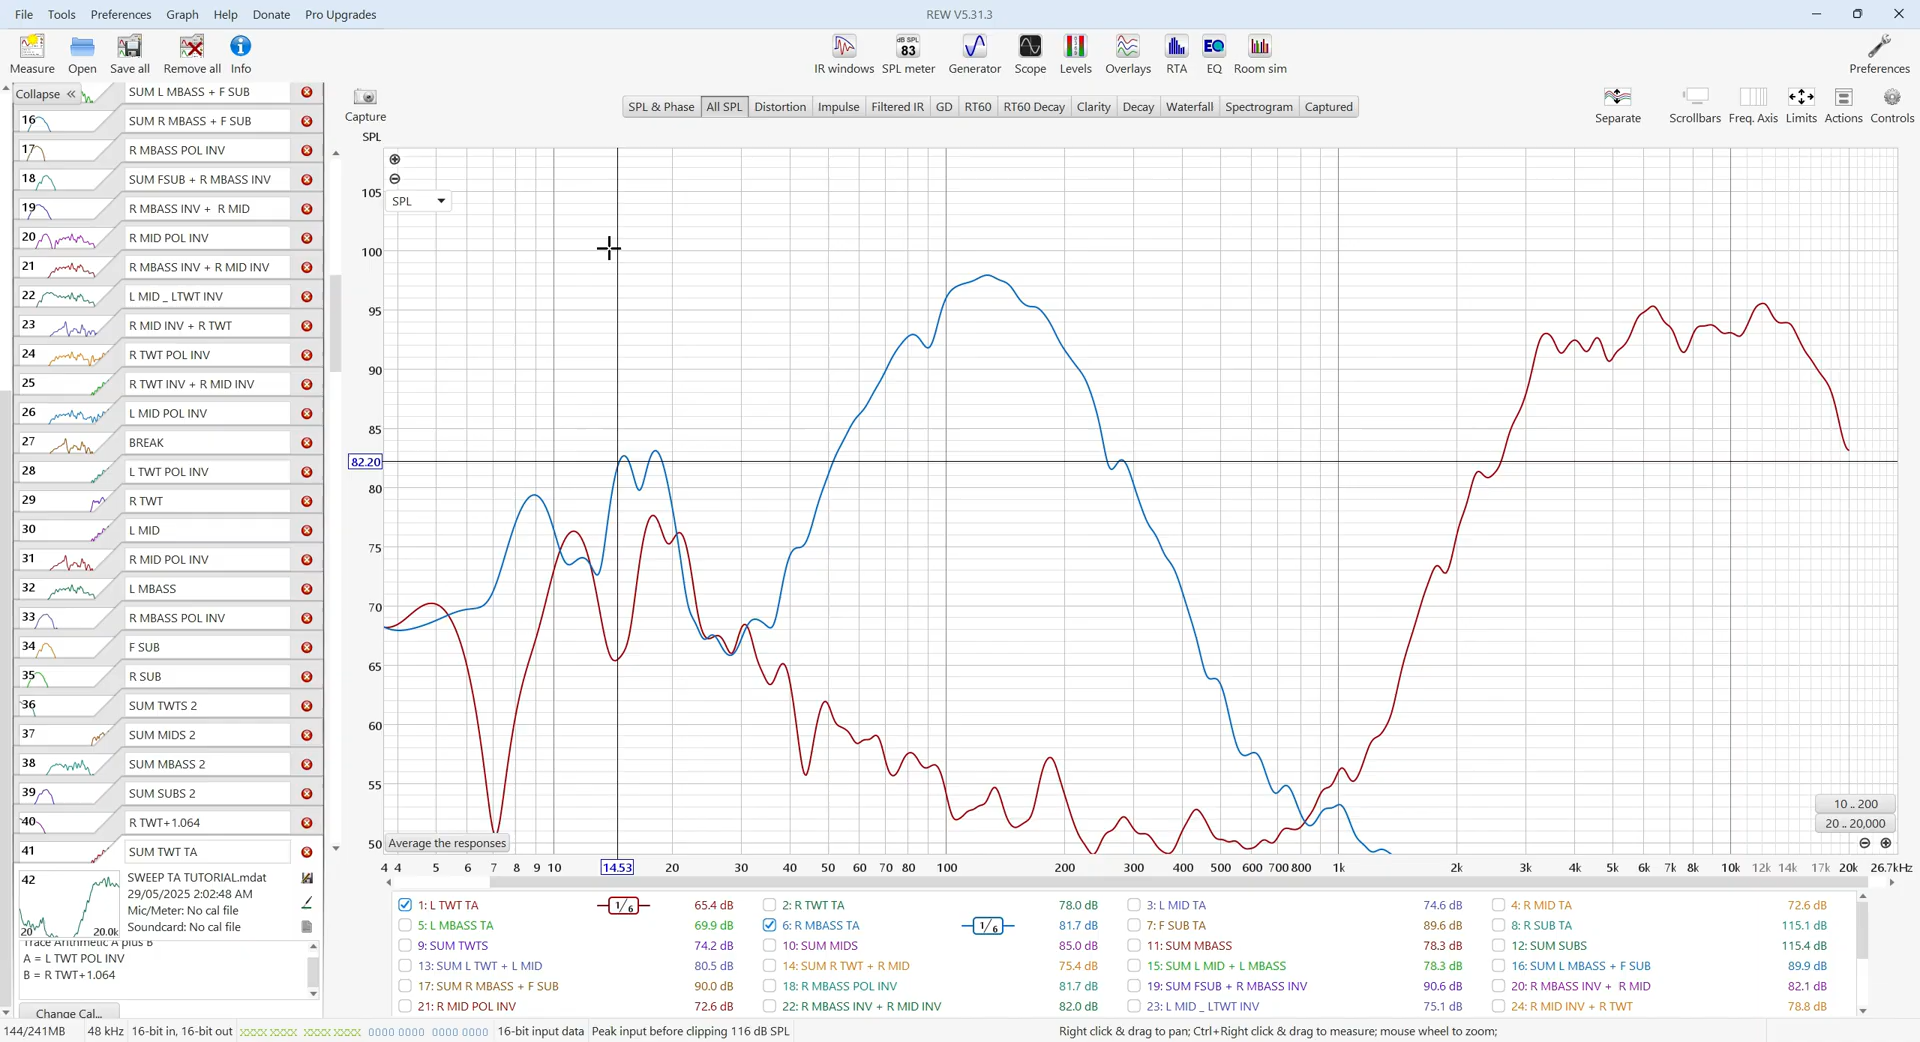 File Tools Preferences Graph Help Donate Pro Upgrades
REW V5.31.3
Measure Open Save all Remove all Info
IR windows SPL meter Generator Scope Levels Overlays RTA EQ Room sim
Preferences
dB SPL
83
Collapse «
SUM L MBASS + F SUB
16 SUM R MBASS + F SUB
17 R MBASS POL INV
18 SUM FSUB + R MBASS INV
19 R MBASS INV + R MID
20 R MID POL INV
21 R MBASS INV + R MID INV
22 L MID _ LTWT INV
23 R MID INV + R TWT
24 R TWT POL INV
25 R TWT INV + R MID INV
26 L MID POL INV
27 BREAK
28 L TWT POL INV
29 R TWT
30 L MID
31 R MID POL INV
32 L MBASS
33 R MBASS POL INV
34 F SUB
35 R SUB
36 SUM TWTS 2
37 SUM MIDS 2
38 SUM MBASS 2
39 SUM SUBS 2
40 R TWT+1.064
41 SUM TWT TA
42
SWEEP TA TUTORIAL.mdat
29/05/2025 2:02:48 AM
Mic/Meter: No cal file
Soundcard: No cal file
20 20.0k
Trace Arithmetic A plus B
A = L TWT POL INV
B = R TWT+1.064
Change Cal...
Capture
SPL & Phase All SPL Distortion Impulse Filtered IR GD RT60 RT60 Decay Clarity Decay Waterfall Spectrogram Captured
Separate Scrollbars Freq. Axis Limits Actions Controls
SPL
SPL
105
100
95
90
85
82.20
80
75
70
65
60
55
50
Average the responses
10 .. 200
20 .. 20,000
4 4 5 6 7 8 9 10 14.53 20 30 40 50 60 70 80 100 200 300 400 500 600 700 800 1k 2k 3k 4k 5k 6k 7k 8k 10k 12k 14k 17k 20k 26.7kHz
1: L TWT TA 1/6 65.4 dB 2: R TWT TA 78.0 dB 3: L MID TA 74.6 dB 4: R MID TA 72.6 dB
5: L MBASS TA 69.9 dB 6: R MBASS TA 1/6 81.7 dB 7: F SUB TA 89.6 dB 8: R SUB TA 115.1 dB
9: SUM TWTS 74.2 dB 10: SUM MIDS 85.0 dB 11: SUM MBASS 78.3 dB 12: SUM SUBS 115.4 dB
13: SUM L TWT + L MID 80.5 dB 14: SUM R TWT + R MID 75.4 dB 15: SUM L MID + L MBASS 78.3 dB 16: SUM L MBASS + F SUB 89.9 dB
17: SUM R MBASS + F SUB 90.0 dB 18: R MBASS POL INV 81.7 dB 19: SUM FSUB + R MBASS INV 90.6 dB 20: R MBASS INV + R MID 82.1 dB
21: R MID POL INV 72.6 dB 22: R MBASS INV + R MID INV 82.0 dB 23: L MID _ LTWT INV 75.1 dB 24: R MID INV + R TWT 78.8 dB
144/241MB 48 kHz 16-bit in, 16-bit out XXXX XXXX XXXX XXXX 0000 0000 0000 0000 16-bit input data Peak input before clipping 116 dB SPL Right click & drag to pan; Ctrl+Right click & drag to measure; mouse wheel to zoom;